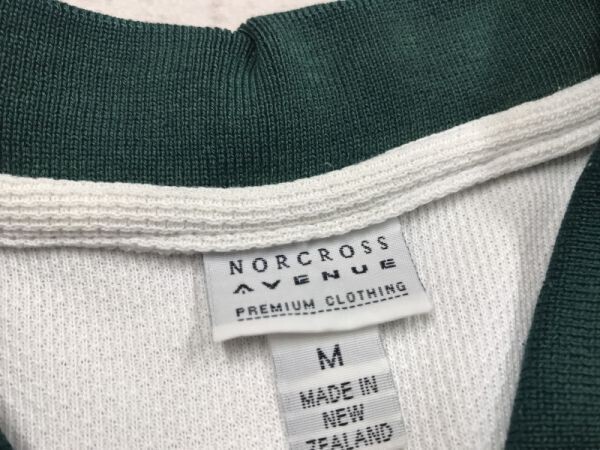 NORCROSS
AVENUE
PREMIUM CLOTHING
M
MADE IN
NEW
ZEALAND